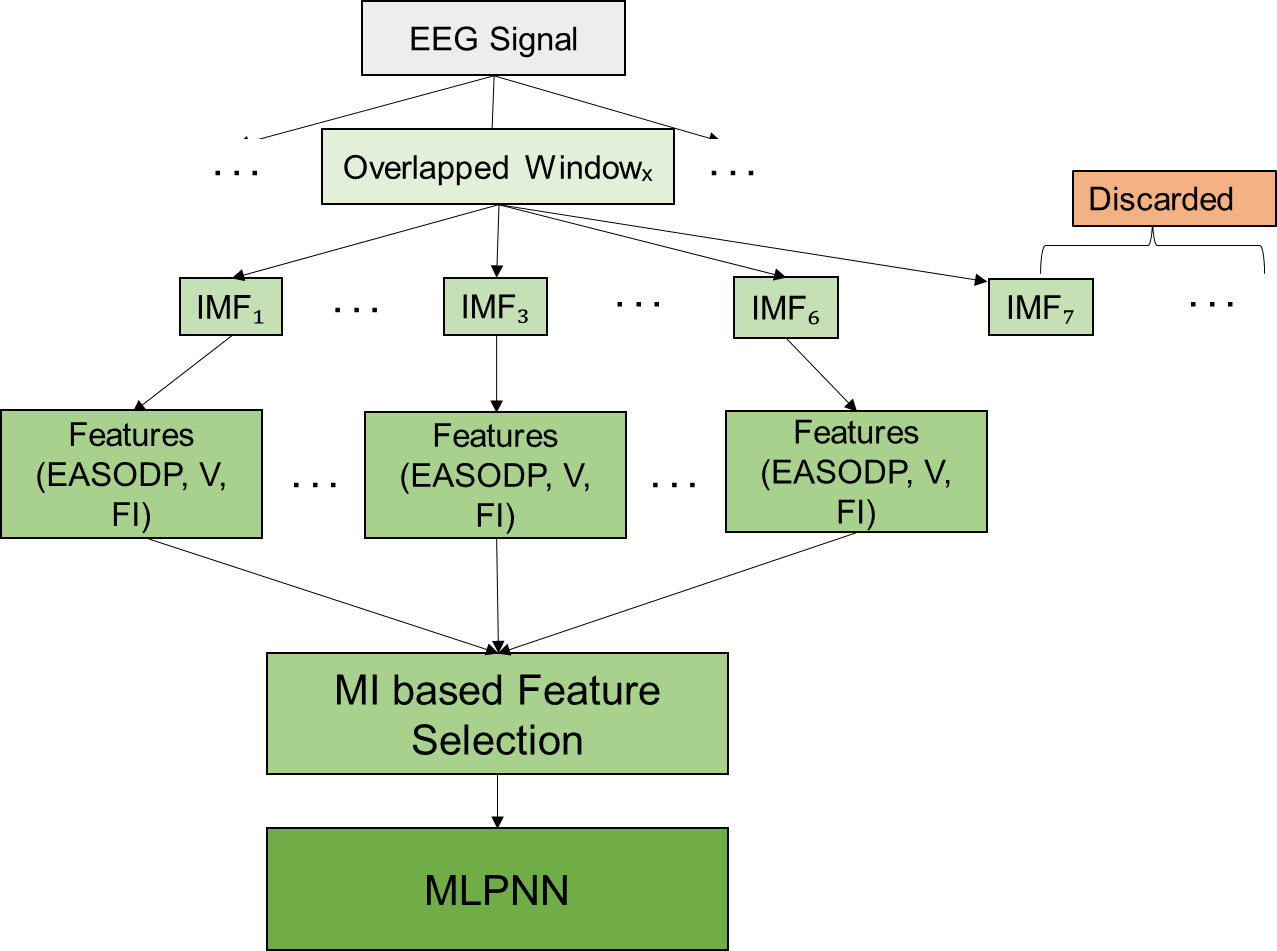 EEG Signal
. . .
Overlapped Windowₓ
. . .
Discarded
IMF₁
. . .
IMF₃
. . .
IMF₆
IMF₇
. . .
Features
(EASODP, V,
FI)
. . .
Features
(EASODP, V,
FI)
. . .
Features
(EASODP, V,
FI)
MI based Feature
Selection
MLPNN